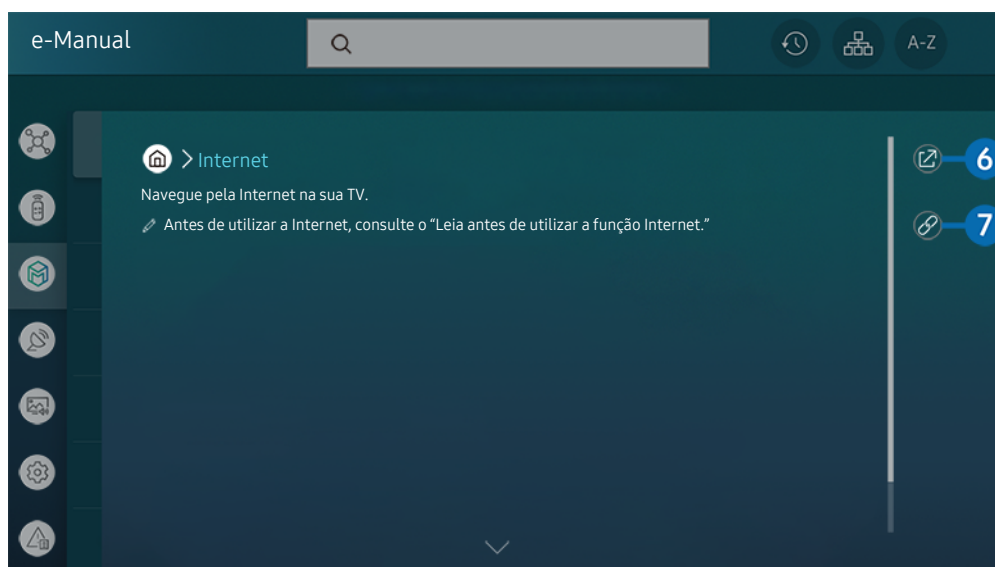 e-Manual
A-Z
> Internet
6
Navegue pela Internet na sua TV.
Antes de utilizar a Internet, consulte o “Leia antes de utilizar a função Internet.”
7